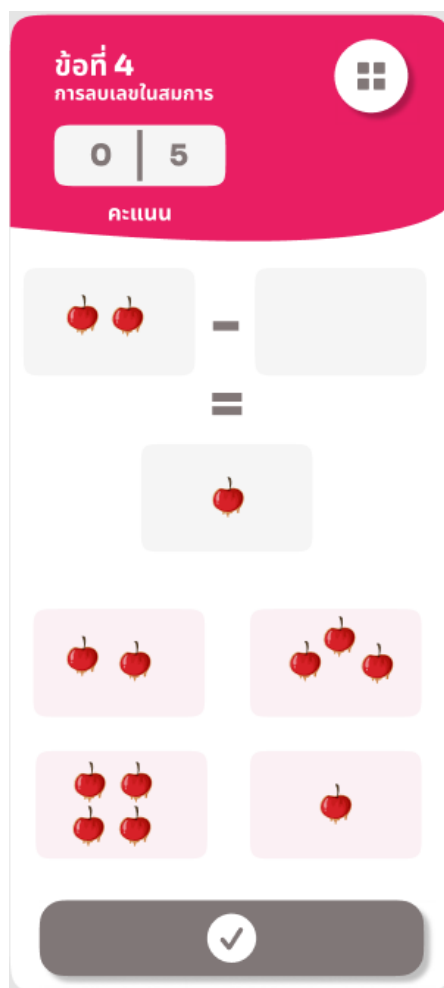 ข้อที่ 4
การลบเลขในสมการ
0 | 5
คะแนน
-
=